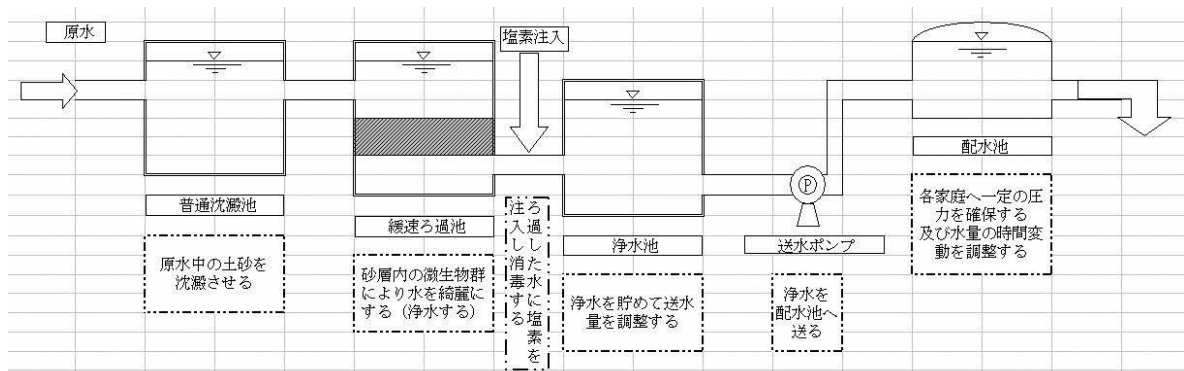 原水
普通沈澱池
原水中の土砂を
沈澱させる
緩速ろ過池
砂層内の微生物群
により水を綺麗に
する（浄水する）
塩素注入
ろ過した水に塩素を
注入し消毒する
浄水池
浄水を貯めて送水
量を調整する
P
送水ポンプ
浄水を
配水池へ
送る
配水池
各家庭へ一定の圧
力を確保する
及び水量の時間変
動を調整する